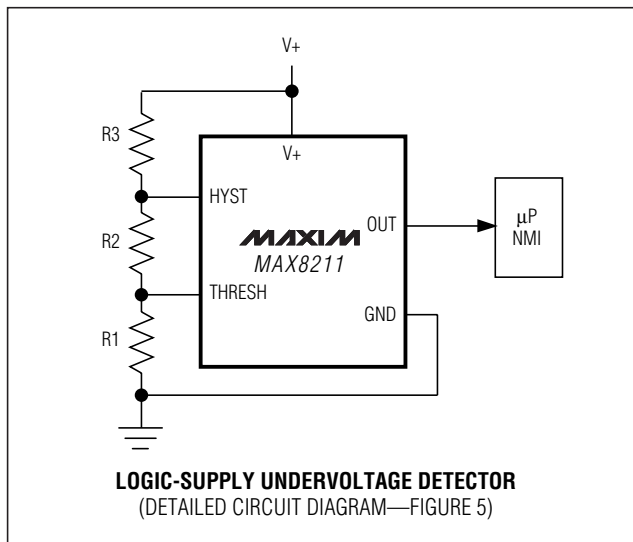 V+
R3
V+
HYST
R2
MAXIM
MAX8211
OUT
μP
NMI
THRESH
GND
R1
LOGIC-SUPPLY UNDERVOLTAGE DETECTOR
(DETAILED CIRCUIT DIAGRAM—FIGURE 5)